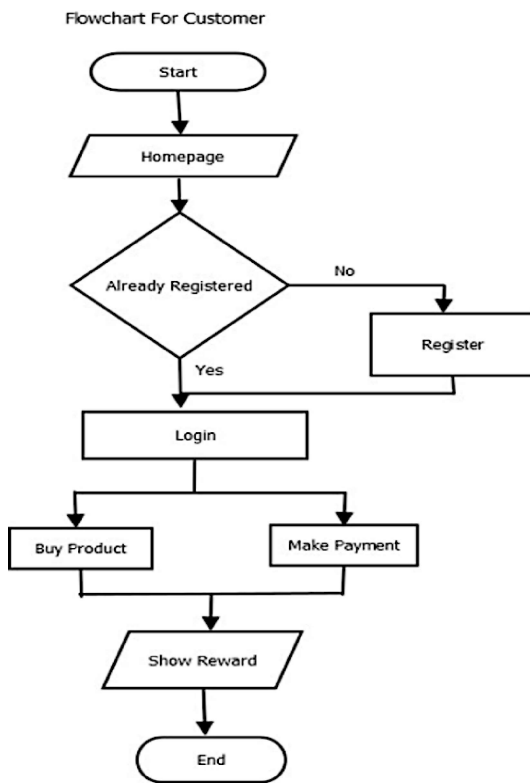 Flowchart For Customer
Start
Homepage
Already Registered
No
Register
Yes
Login
Buy Product
Make Payment
Show Reward
End